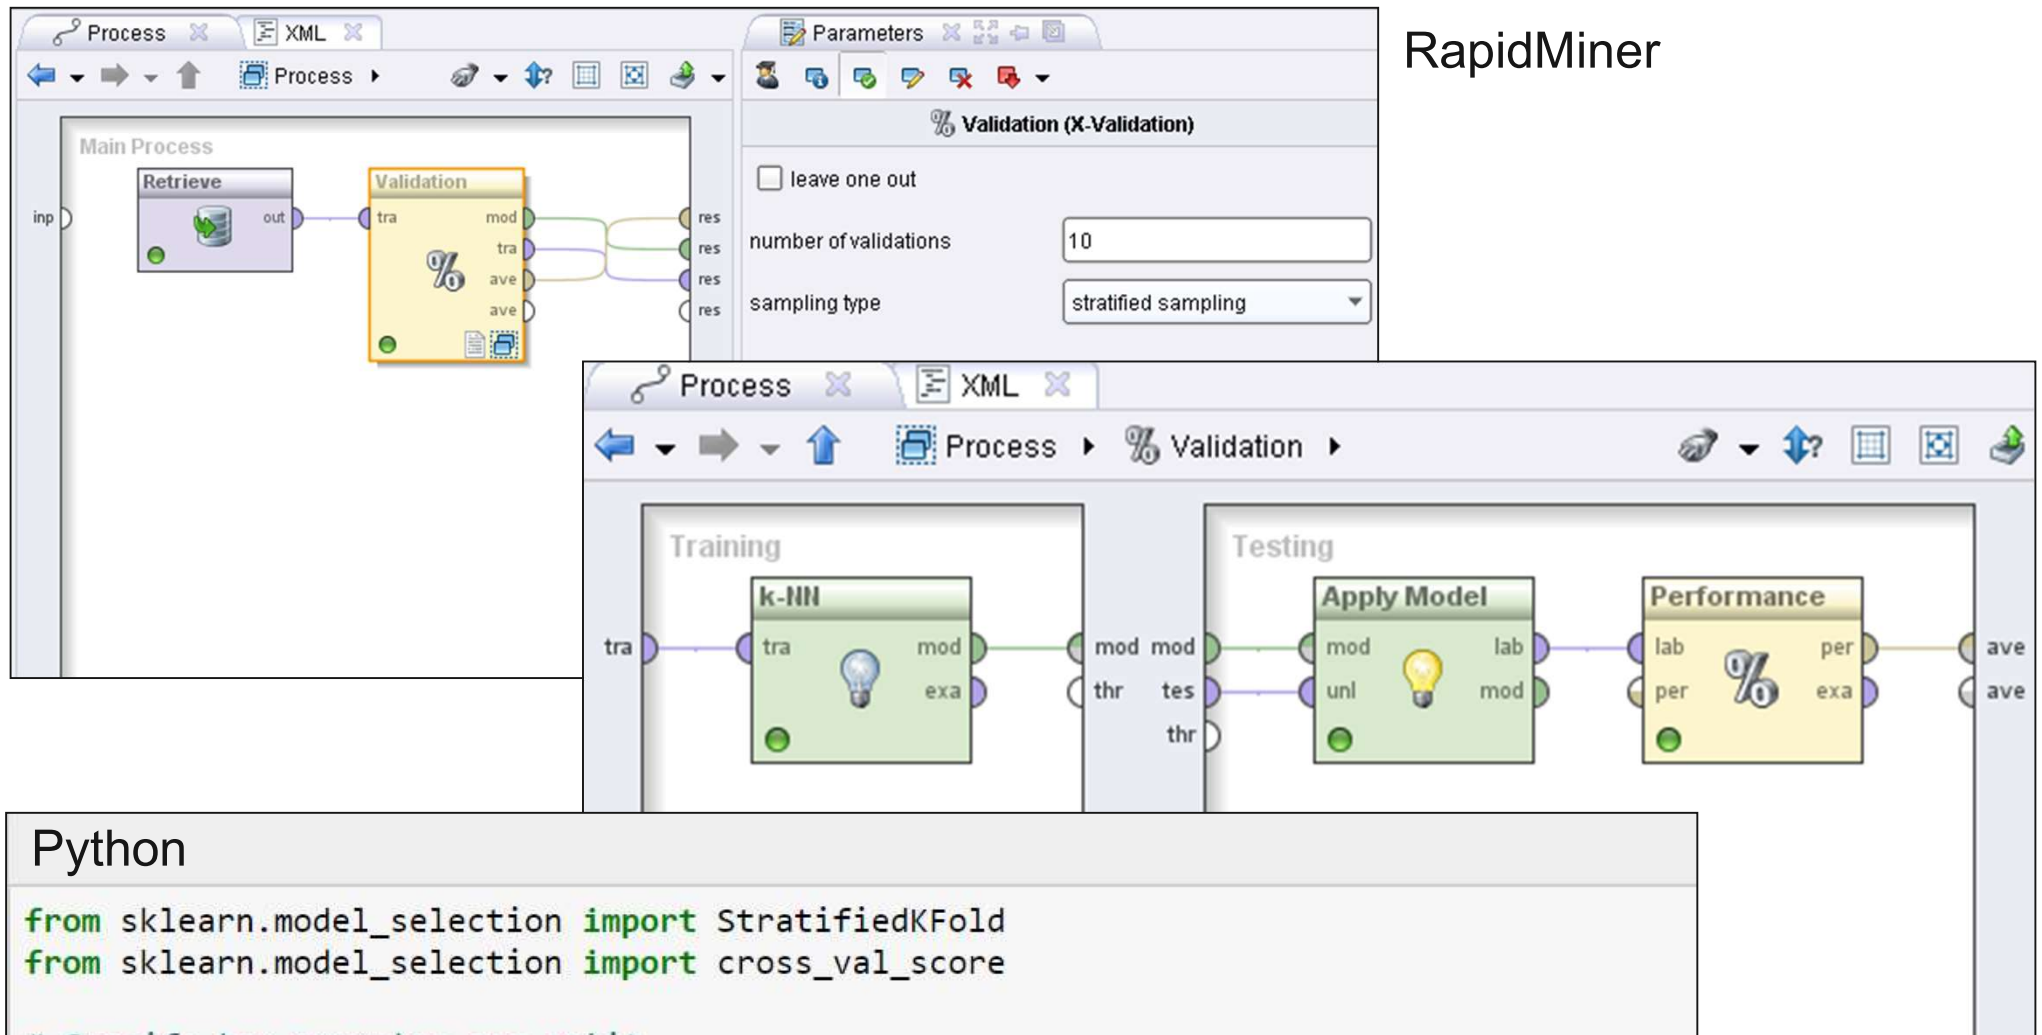 Process
XML
Parameters
RapidMiner
Process
Validation (X-Validation)
Main Process
leave one out
Retrieve
Validation
inp
out
tra
mod
res
number of validations
10
tra
res
ave
res
sampling type
stratified sampling
ave
res
Process
XML
Process
Validation
Training
Testing
k-NN
Apply Model
Performance
tra
tra
mod
mod
mod
mod
lab
lab
per
ave
exa
thr
tes
unl
mod
per
exa
ave
thr
Python
from sklearn.model_selection import StratifiedKFold
from sklearn.model_selection import cross_val_score